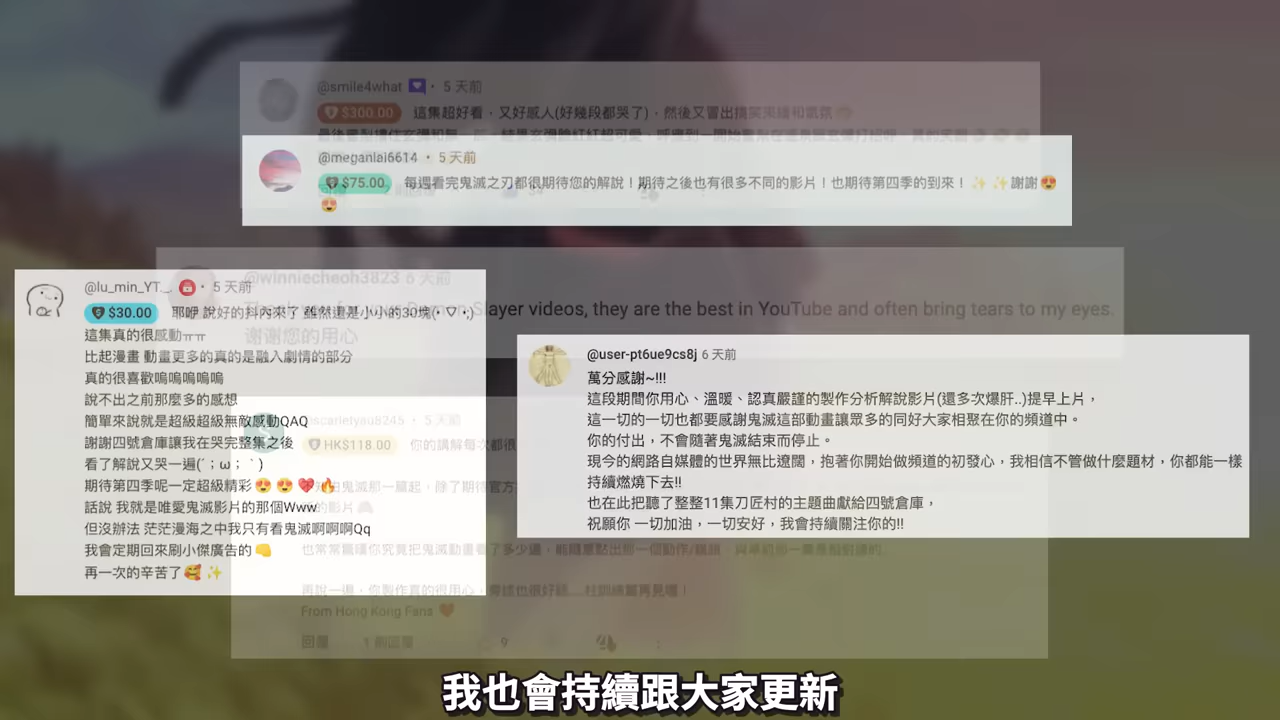 @smile4what · 5 天前
$300.00 這集超好看，又好感人(好幾段都哭了)，然後又冒出搞笑來緩和氣氛
@meganlai6614 · 5 天前
$75.00 每週看完鬼滅之刃都很期待您的解說！期待之後也有很多不同的影片！也期待第四季的到來！✨ ✨謝謝😍
😍
@winniecheoh3823 6 天前
Slayer videos, they are the best in YouTube and often bring tears to my eyes.
谢谢您的用心
@lu_min_YT._. · 5 天前
$30.00 耶咿 說好的抖內來了 雖然還是小小的30塊(・▽・;)
這集真的很感動ㅠㅠ
比起漫畫 動畫更多的真的是融入劇情的部分
真的很喜歡嗚嗚嗚嗚嗚
說不出之前那麼多的感想
簡單來說就是超級超級無敵感動QAQ
謝謝四號倉庫讓我在哭完整集之後
看了解說又哭一遍(´；ω；｀)
期待第四季呢一定超級精彩😍 😍 ❤️🔥
話說 我就是唯愛鬼滅影片的那個Www
但沒辦法 茫茫漫海之中我只有看鬼滅啊啊啊Qq
我會定期回來刷小傑廣告的👊
再一次的辛苦了🥰 ✨
@user-pt6ue9cs8j 6 天前
萬分感謝~!!!
這段期間你用心、溫暖、認真嚴謹的製作分析解說影片(還多次爆肝..)提早上片，
這一切的一切也都要感謝鬼滅這部動畫讓眾多的同好大家相聚在你的頻道中。
你的付出，不會隨著鬼滅結束而停止。
現今的網路自媒體的世界無比遼闊，抱著你開始做頻道的初發心，我相信不管做什麼題材，你都能一樣
持續燃燒下去!!
也在此把聽了整整11集刀匠村的主題曲獻給四號倉庫，
祝願你 一切加油，一切安好，我會持續關注你的!!
@scarletyau8245 · 5 天前
HK$118.00 你的講解每次都很
From Hong Kong Fans ❤️
回覆
9
我也會持續跟大家更新